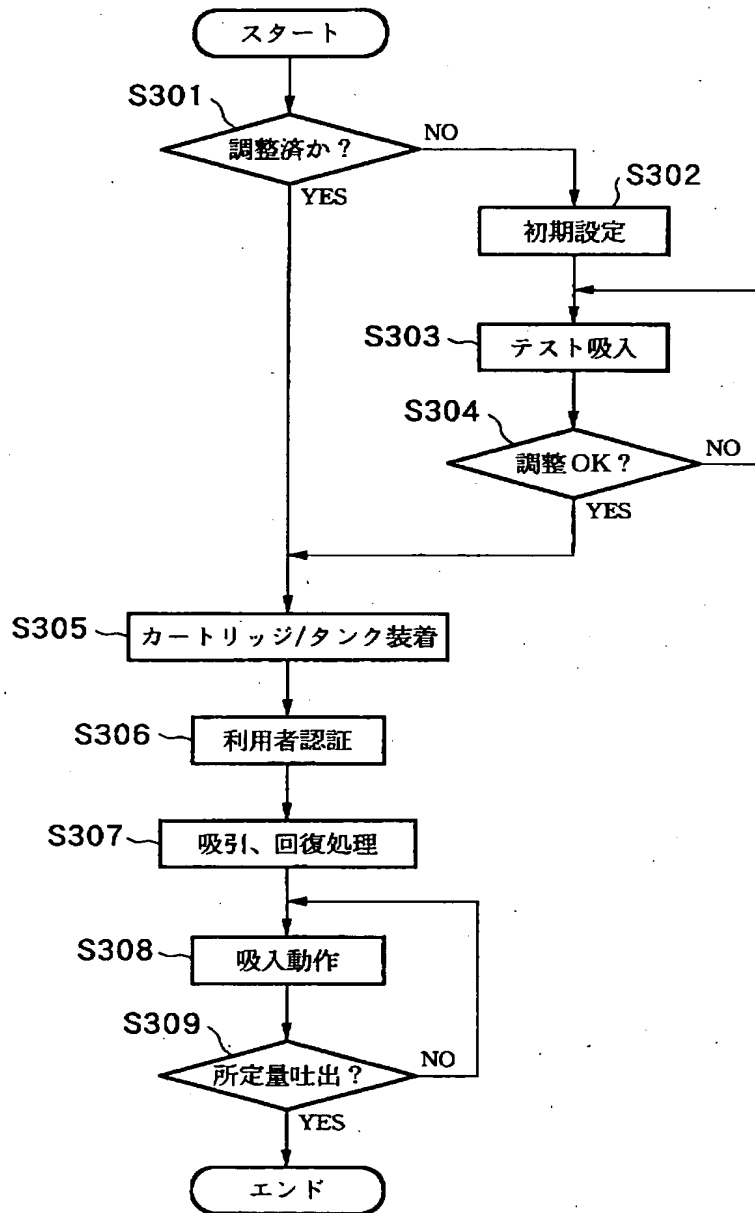 スタート
S301
調整済か?
NO
YES
S302
初期設定
S303
テスト吸入
S304
調整OK?
NO
YES
S305
カートリッジ/タンク装着
S306
利用者認証
S307
吸引、回復処理
S308
吸入動作
S309
所定量吐出?
NO
YES
エンド